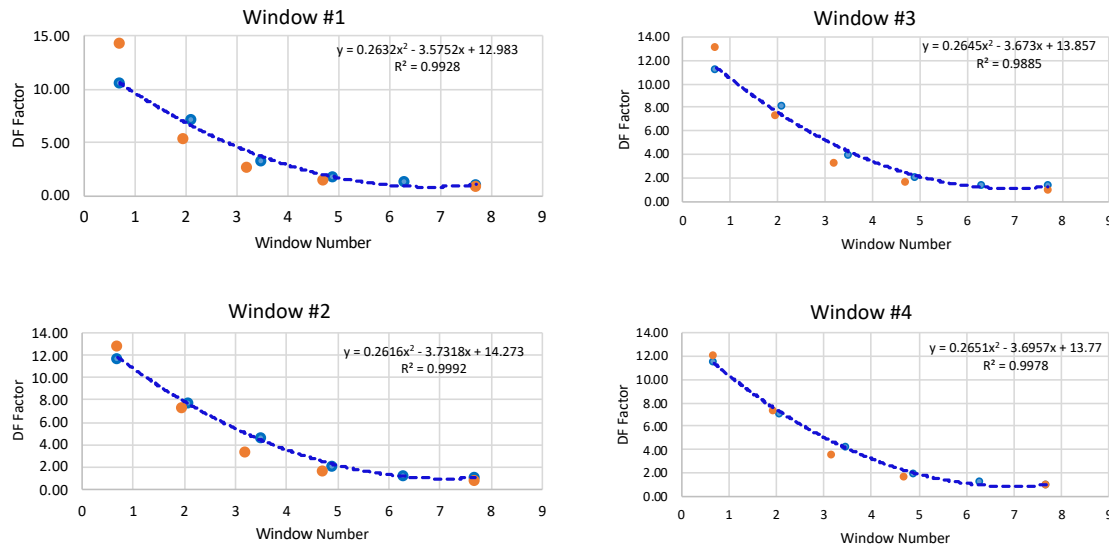 Window #1
y = 0.2632x² - 3.5752x + 12.983
R² = 0.9928
DF Factor
15.00
10.00
5.00
0.00
0 1 2 3 4 5 6 7 8 9
Window Number
Window #3
y = 0.2645x² - 3.673x + 13.857
R² = 0.9885
DF Factor
14.00
12.00
10.00
8.00
6.00
4.00
2.00
0.00
0 1 2 3 4 5 6 7 8 9
Window Number
Window #2
y = 0.2616x² - 3.7318x + 14.273
R² = 0.9992
DF Factor
14.00
12.00
10.00
8.00
6.00
4.00
2.00
0.00
0 1 2 3 4 5 6 7 8 9
Window Number
Window #4
y = 0.2651x² - 3.6957x + 13.77
R² = 0.9978
DF Factor
14.00
12.00
10.00
8.00
6.00
4.00
2.00
0.00
0 1 2 3 4 5 6 7 8 9
Window Number